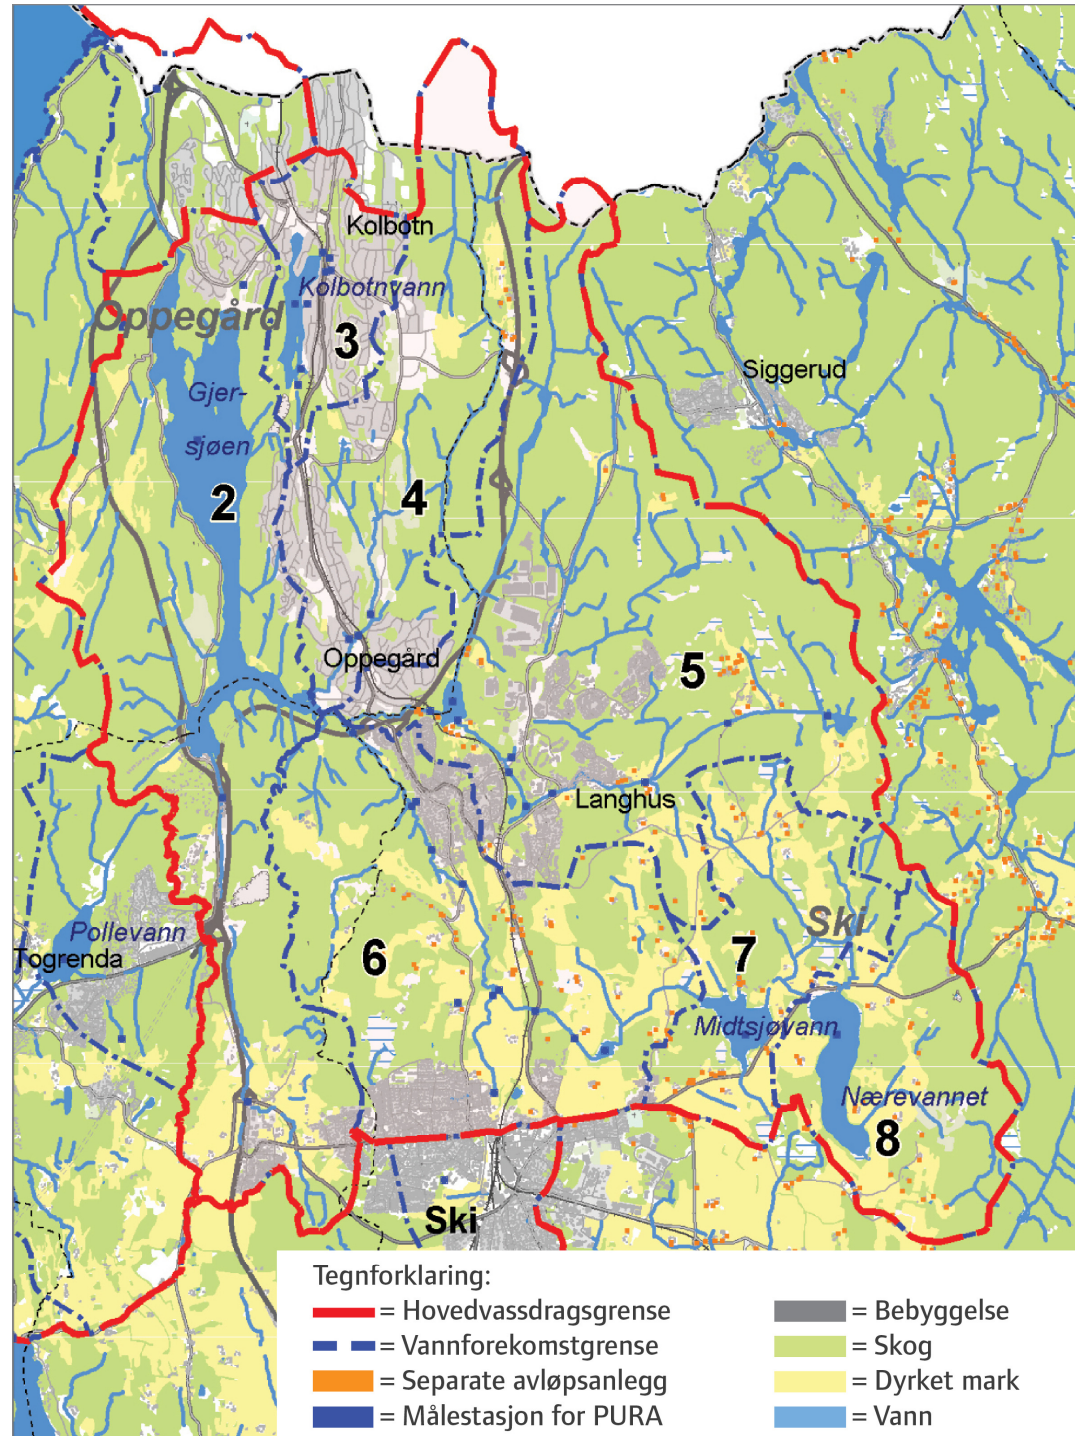 Kolbotn
Kolbotnvann
Oppegård
3
Siggerud
Gjer-
sjøen
2
4
Oppegård
5
Langhus
Pollevann
Togrenda
6
7
Ski
Midtsjøvann
Nærevannet
8
Ski
Tegnforklaring:
= Hovedvassdragsgrense
= Vannforekomstgrense
= Separate avløpsanlegg
= Målestasjon for PURA
= Bebyggelse
= Skog
= Dyrket mark
= Vann